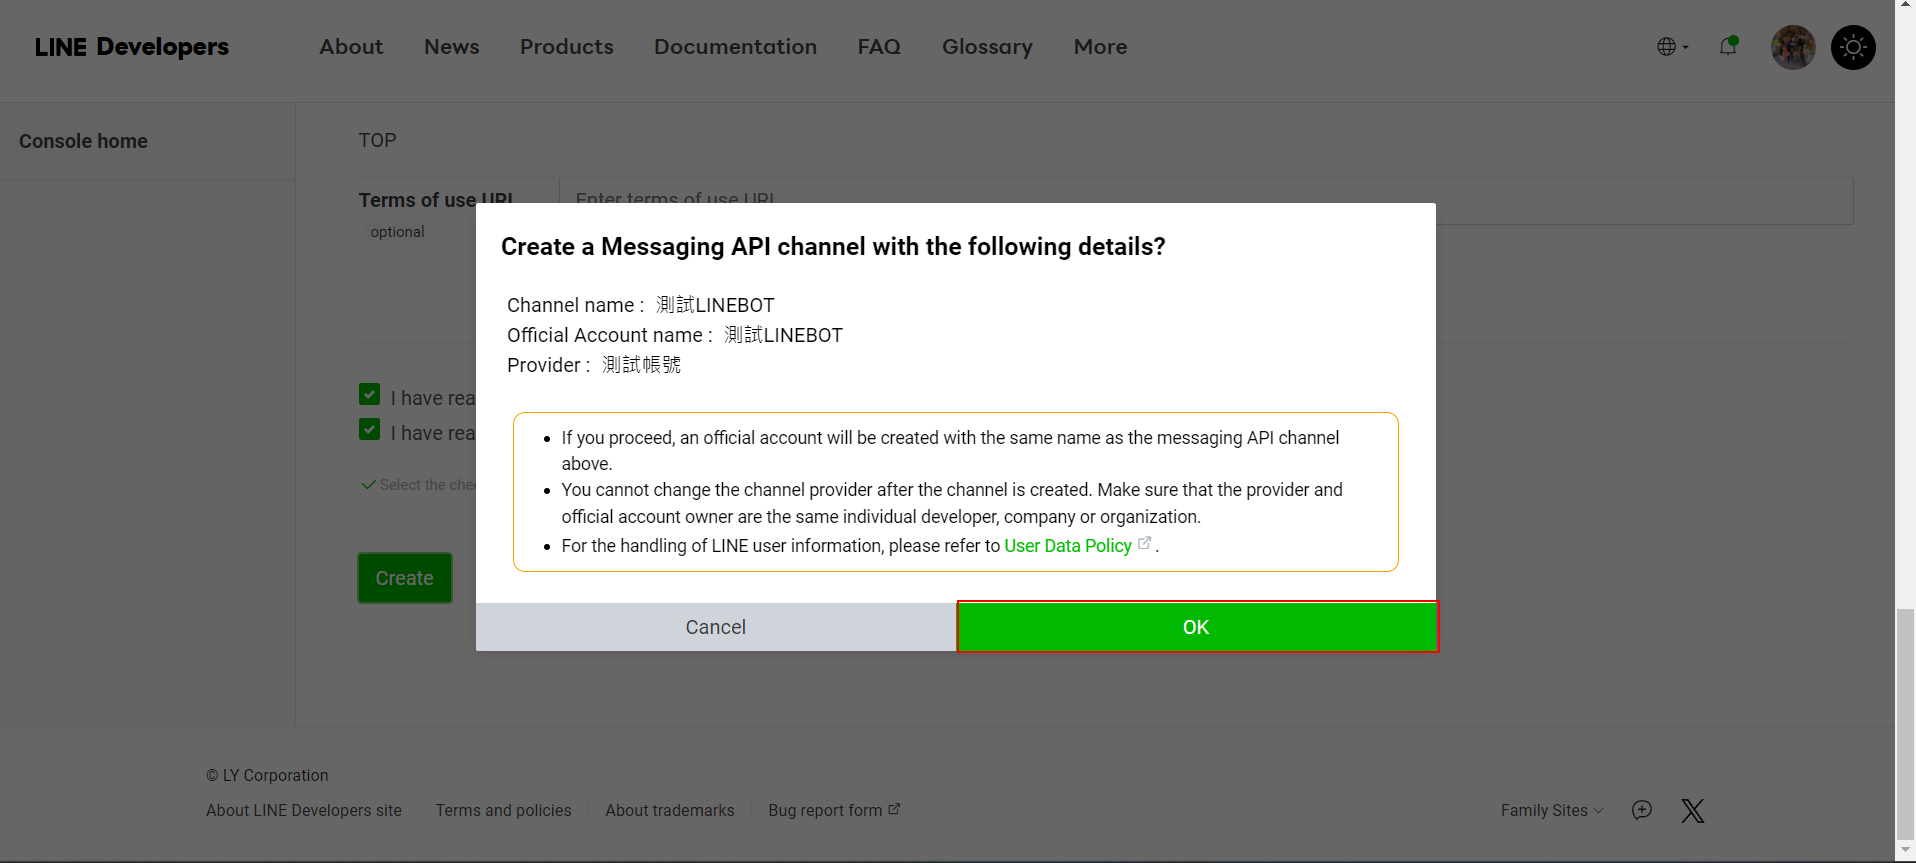 LINE Developers
About
News
Products
Documentation
FAQ
Glossary
More
Console home
TOP
Terms of use URL
Enter terms of use URL
optional
Create a Messaging API channel with the following details?
Channel name : 測試LINEBOT
Official Account name : 測試LINEBOT
Provider : 測試帳號
I have rea
I have rea
If you proceed, an official account will be created with the same name as the messaging API channel
above.
You cannot change the channel provider after the channel is created. Make sure that the provider and
official account owner are the same individual developer, company or organization.
For the handling of LINE user information, please refer to User Data Policy .
Select the che
Create
Cancel
OK
© LY Corporation
About LINE Developers site
Terms and policies
About trademarks
Bug report form
Family Sites